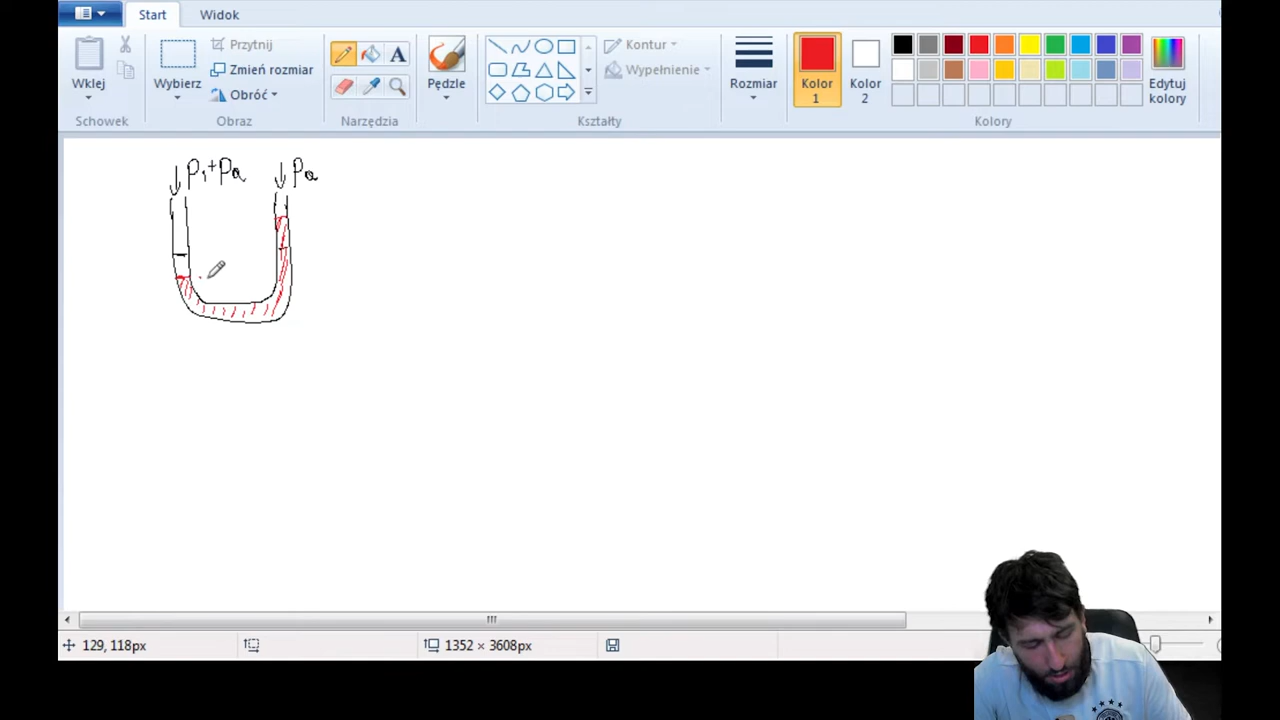 Start Widok
Wklej
Schowek
Wybierz
Przytnij
Zmień rozmiar
Obróć
Obraz
A
Narzędzia
Pędzle
Kształty
Kontur
Wypełnienie
Rozmiar
Kolor 1
Kolor 2
Edytuj kolory
Kolory
p₁+pa pa
129, 118px 1352 × 3608px